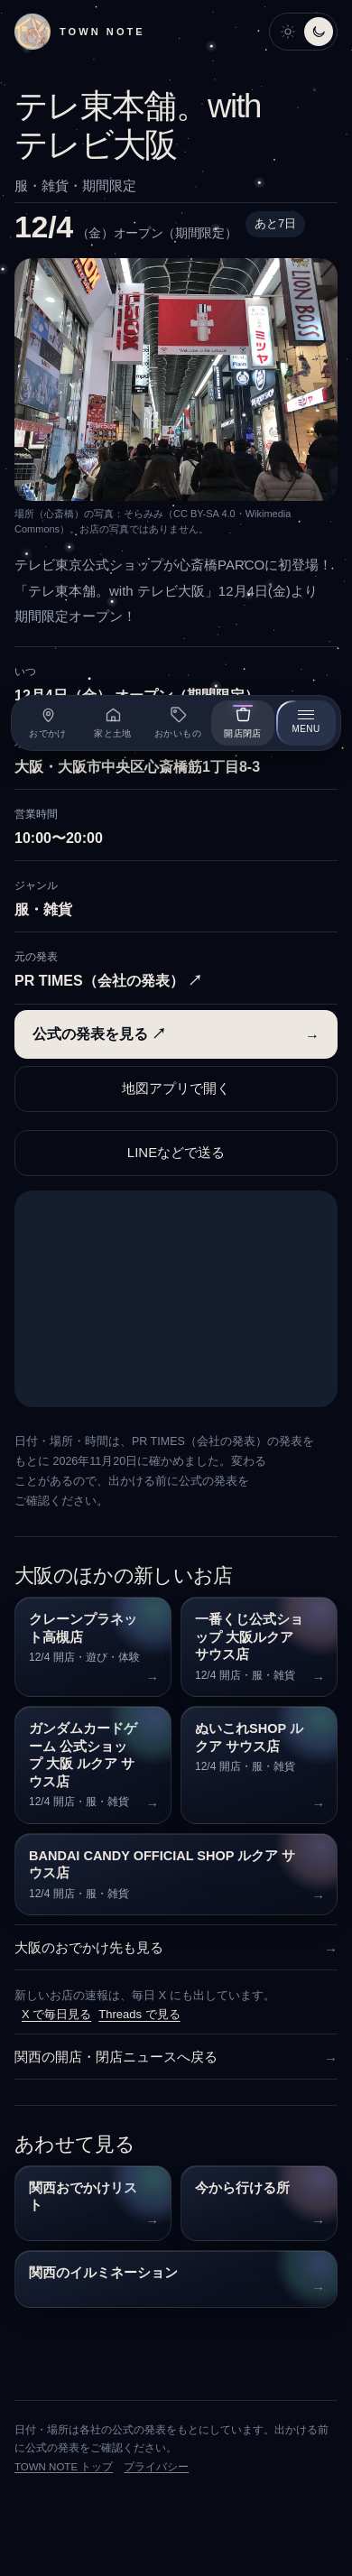 TOWN NOTE
テレ東本舗。with
テレビ大阪
服・雑貨・期間限定
12/4 （金）オープン（期間限定） あと7日
LION BOSS
ミツヤ
Welcome to
ミツヤ
場所（心斎橋）の写真：そらみみ（CC BY-SA 4.0・Wikimedia
Commons）。お店の写真ではありません。
テレビ東京公式ショップが心斎橋PARCOに初登場！
「テレ東本舗。with テレビ大阪」12月4日(金)より
期間限定オープン！
いつ
12月4日（金） オープン（期間限定）
おでかけ
家と土地
おかいもの
開店閉店
MENU
大阪・大阪市中央区心斎橋筋1丁目8-3
営業時間
10:00〜20:00
ジャンル
服・雑貨
元の発表
PR TIMES（会社の発表） ↗
公式の発表を見る ↗ →
地図アプリで開く
LINEなどで送る
日付・場所・時間は、PR TIMES（会社の発表）の発表を
もとに 2026年11月20日に確かめました。変わる
ことがあるので、出かける前に公式の発表を
ご確認ください。
大阪のほかの新しいお店
クレーンプラネッ
ト高槻店
12/4 開店・遊び・体験
→
一番くじ公式ショ
ップ 大阪ルクア
サウス店
12/4 開店・服・雑貨
→
ガンダムカードゲ
ーム 公式ショッ
プ 大阪 ルクア サ
ウス店
12/4 開店・服・雑貨
→
ぬいこれSHOP ル
クア サウス店
12/4 開店・服・雑貨
→
BANDAI CANDY OFFICIAL SHOP ルクア サ
ウス店
12/4 開店・服・雑貨
→
大阪のおでかけ先も見る →
新しいお店の速報は、毎日 X にも出しています。
X で毎日見る Threads で見る
関西の開店・閉店ニュースへ戻る →
あわせて見る
関西おでかけリス
ト
→
今から行ける所
→
関西のイルミネーション
→
日付・場所は各社の公式の発表をもとにしています。出かける前
に公式の発表をご確認ください。
TOWN NOTE トップ プライバシー